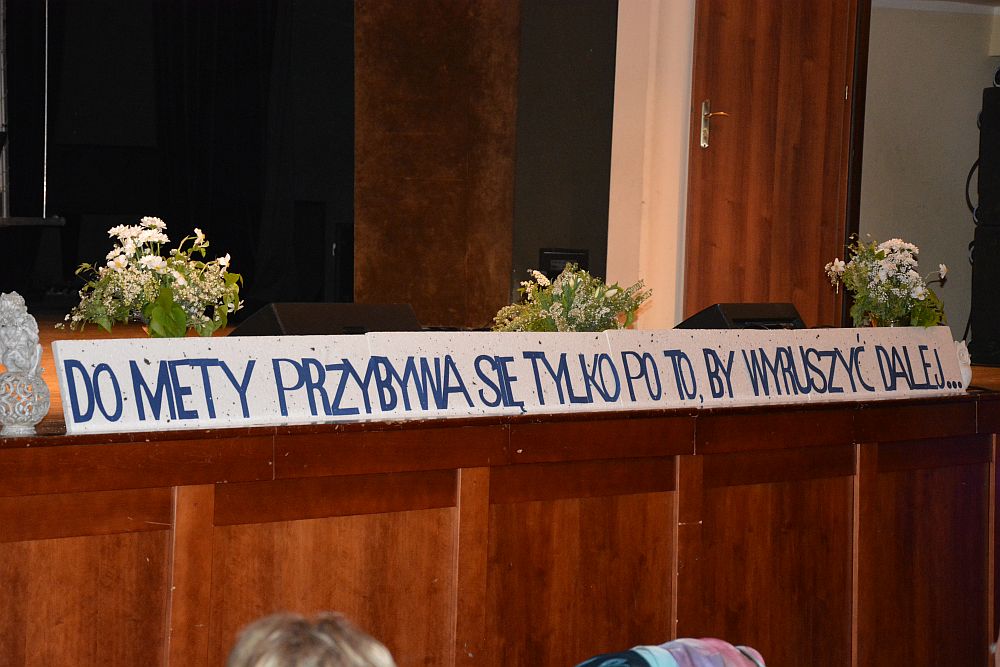 DO METY PRZYBYWA SIĘ TYLKO PO TO, BY WYRUSZYĆ DALEJ...